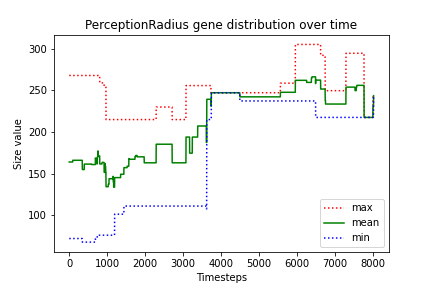 PerceptionRadius gene distribution over time
Size value
300
250
200
150
100
0 1000 2000 3000 4000 5000 6000 7000 8000
Timesteps
max
mean
min